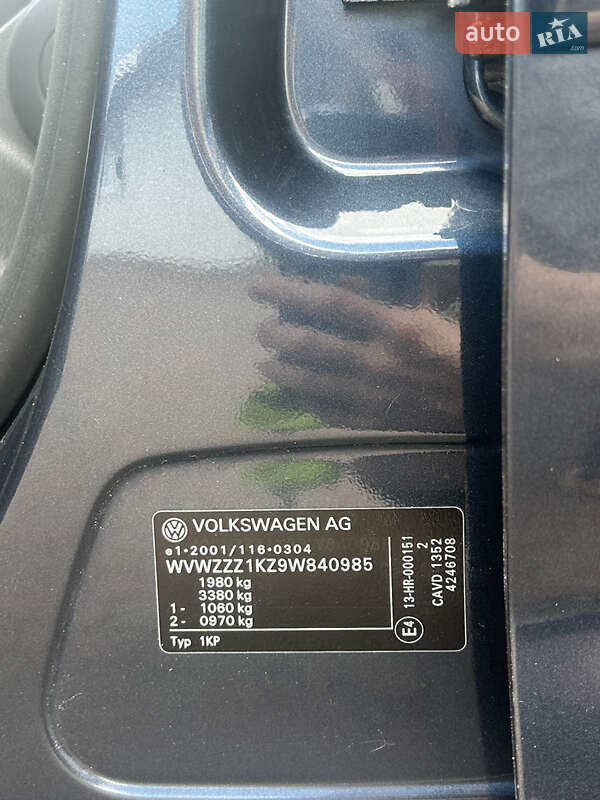 auto RIA
.com
VOLKSWAGEN AG
e1*2001/116*0304
WVWZZZ1KZ9W840985
1980 kg
3380 kg
1- 1060 kg
2- 0970 kg
Typ 1KP
E4
13-HR-000151
2
CAVD 1352
4246708